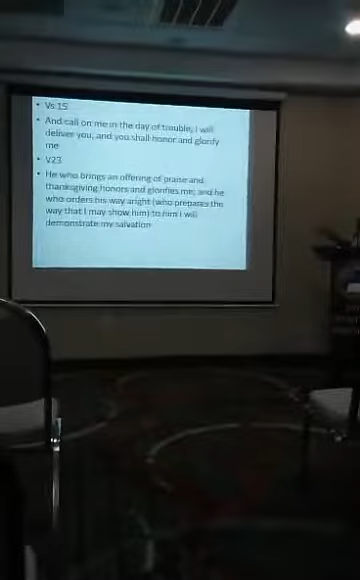 • Vs 15
• And call on me in the day of trouble; I will
deliver you, and you shall honor and glorify
me
• V23
• He who brings an offering of praise and
thanksgiving honors and glorifies me; and he
who orders his way aright (who prepares the
way that I may show him) to him I will
demonstrate my salvation